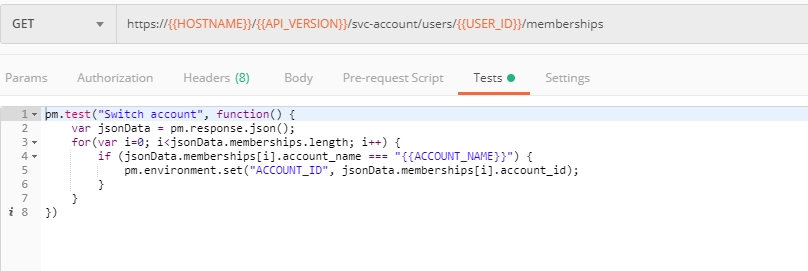 GET https://{{HOSTNAME}}/{{API_VERSION}}/svc-account/users/{{USER_ID}}/memberships
Params Authorization Headers (8) Body Pre-request Script Tests Settings
1 pm.test("Switch account", function() {
2 var jsonData = pm.response.json();
3 for(var i=0; i<jsonData.memberships.length; i++) {
4 if (jsonData.memberships[i].account_name === "{{ACCOUNT_NAME}}") {
5 pm.environment.set("ACCOUNT_ID", jsonData.memberships[i].account_id);
6 }
7 }
i 8 })